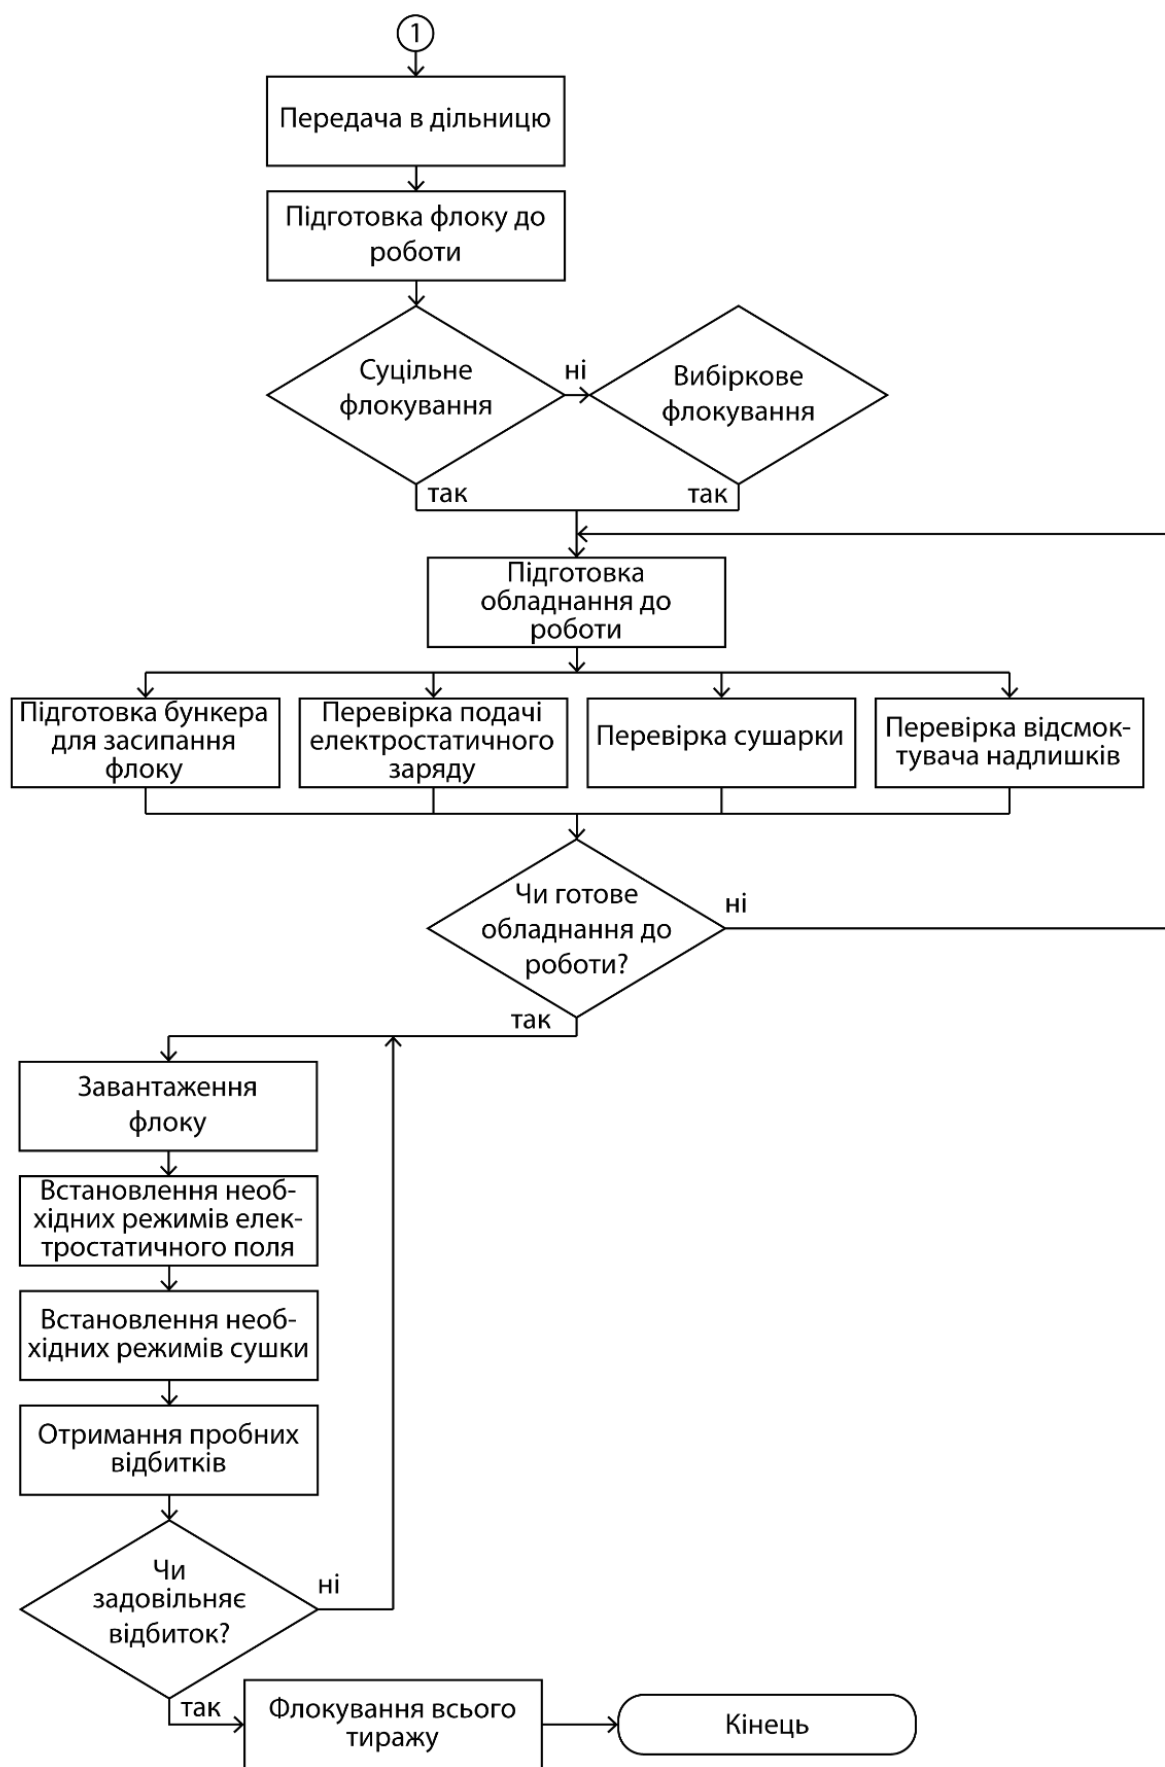 1
Передача в дільницю
Підготовка флоку до
роботи
Суцільне
флокування
ні
Вибіркове
флокування
так
так
Підготовка
обладнання до
роботи
Підготовка бункера
для засипання
флоку
Перевірка подачі
електростатичного
заряду
Перевірка сушарки
Перевірка відсмок-
тувача надлишків
Чи готове
обладнання до
роботи?
ні
так
Завантаження
флоку
Встановлення необ-
хідних режимів елек-
тростатичного поля
Встановлення необ-
хідних режимів сушки
Отримання пробних
відбитків
Чи
задовільняє
відбиток?
ні
так
Флокування всього
тиражу
Кінець